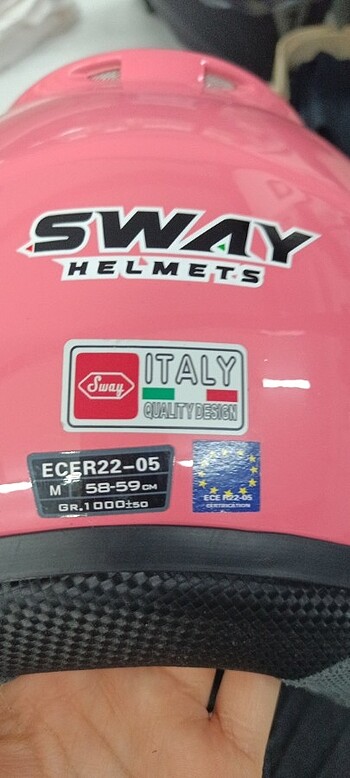 SWAY
HELMETS
Sway
ITALY
QUALITY DESIGN
ECER22-05
M 58-59 CM
GR.1000±50
ECE R22-05
CERTIFICATION